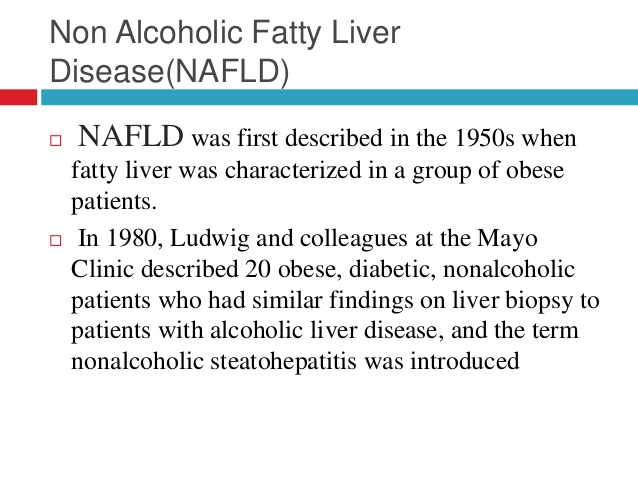 Non Alcoholic Fatty Liver
Disease(NAFLD)
NAFLD was first described in the 1950s when
fatty liver was characterized in a group of obese
patients.
In 1980, Ludwig and colleagues at the Mayo
Clinic described 20 obese, diabetic, nonalcoholic
patients who had similar findings on liver biopsy to
patients with alcoholic liver disease, and the term
nonalcoholic steatohepatitis was introduced